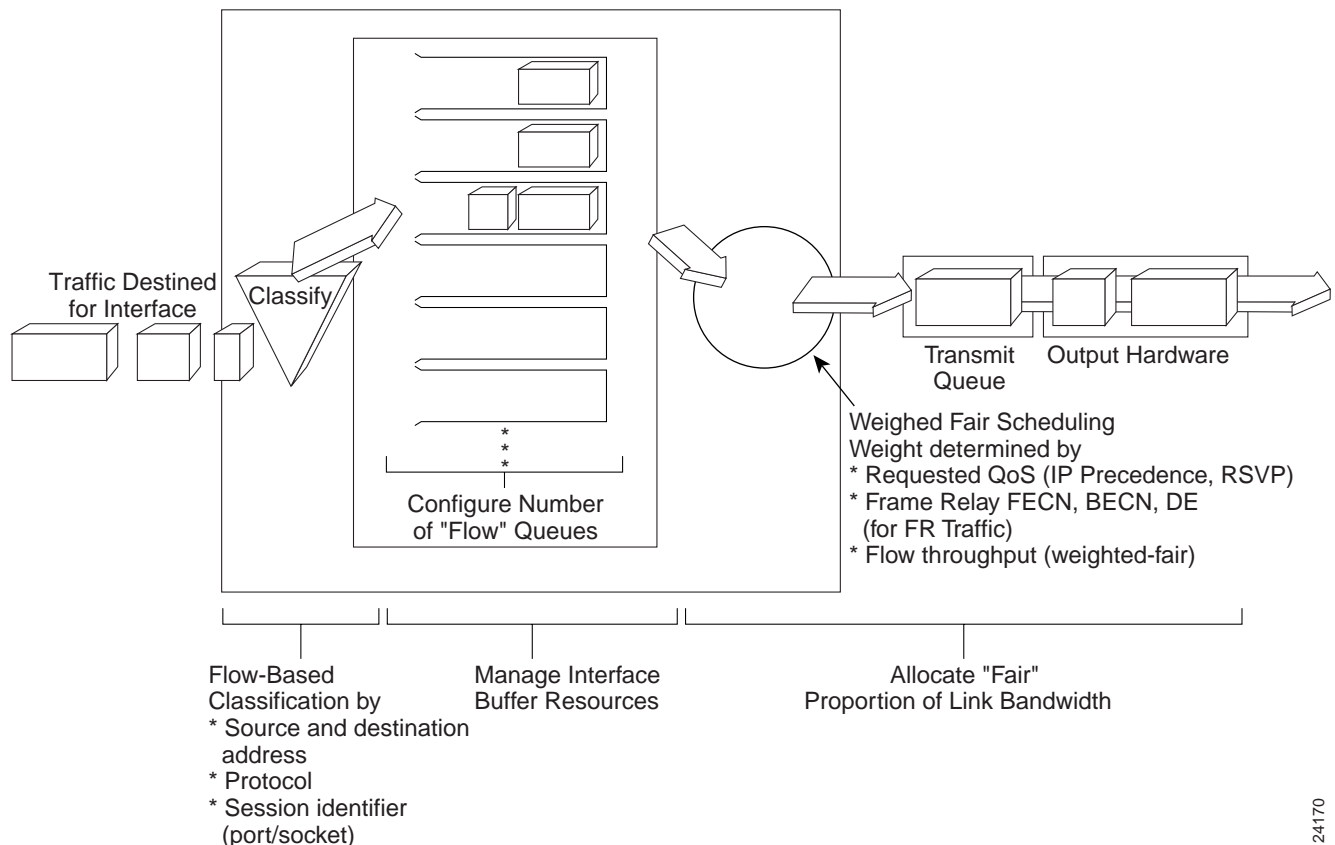 Traffic Destined
for Interface
Classify
*
*
*
Configure Number
of "Flow" Queues
Transmit
Queue
Output Hardware
Weighed Fair Scheduling
Weight determined by
* Requested QoS (IP Precedence, RSVP)
* Frame Relay FECN, BECN, DE
(for FR Traffic)
* Flow throughput (weighted-fair)
Flow-Based
Classification by
* Source and destination
address
* Protocol
* Session identifier
(port/socket)
Manage Interface
Buffer Resources
Allocate "Fair"
Proportion of Link Bandwidth
24170